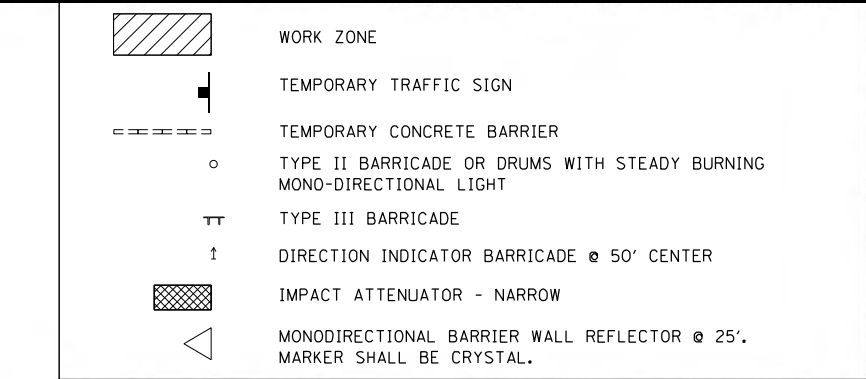 WORK ZONE
TEMPORARY TRAFFIC SIGN
TEMPORARY CONCRETE BARRIER
TYPE II BARRICADE OR DRUMS WITH STEADY BURNING
MONO-DIRECTIONAL LIGHT
TYPE III BARRICADE
DIRECTION INDICATOR BARRICADE @ 50' CENTER
IMPACT ATTENUATOR - NARROW
MONODIRECTIONAL BARRIER WALL REFLECTOR @ 25'.
MARKER SHALL BE CRYSTAL.